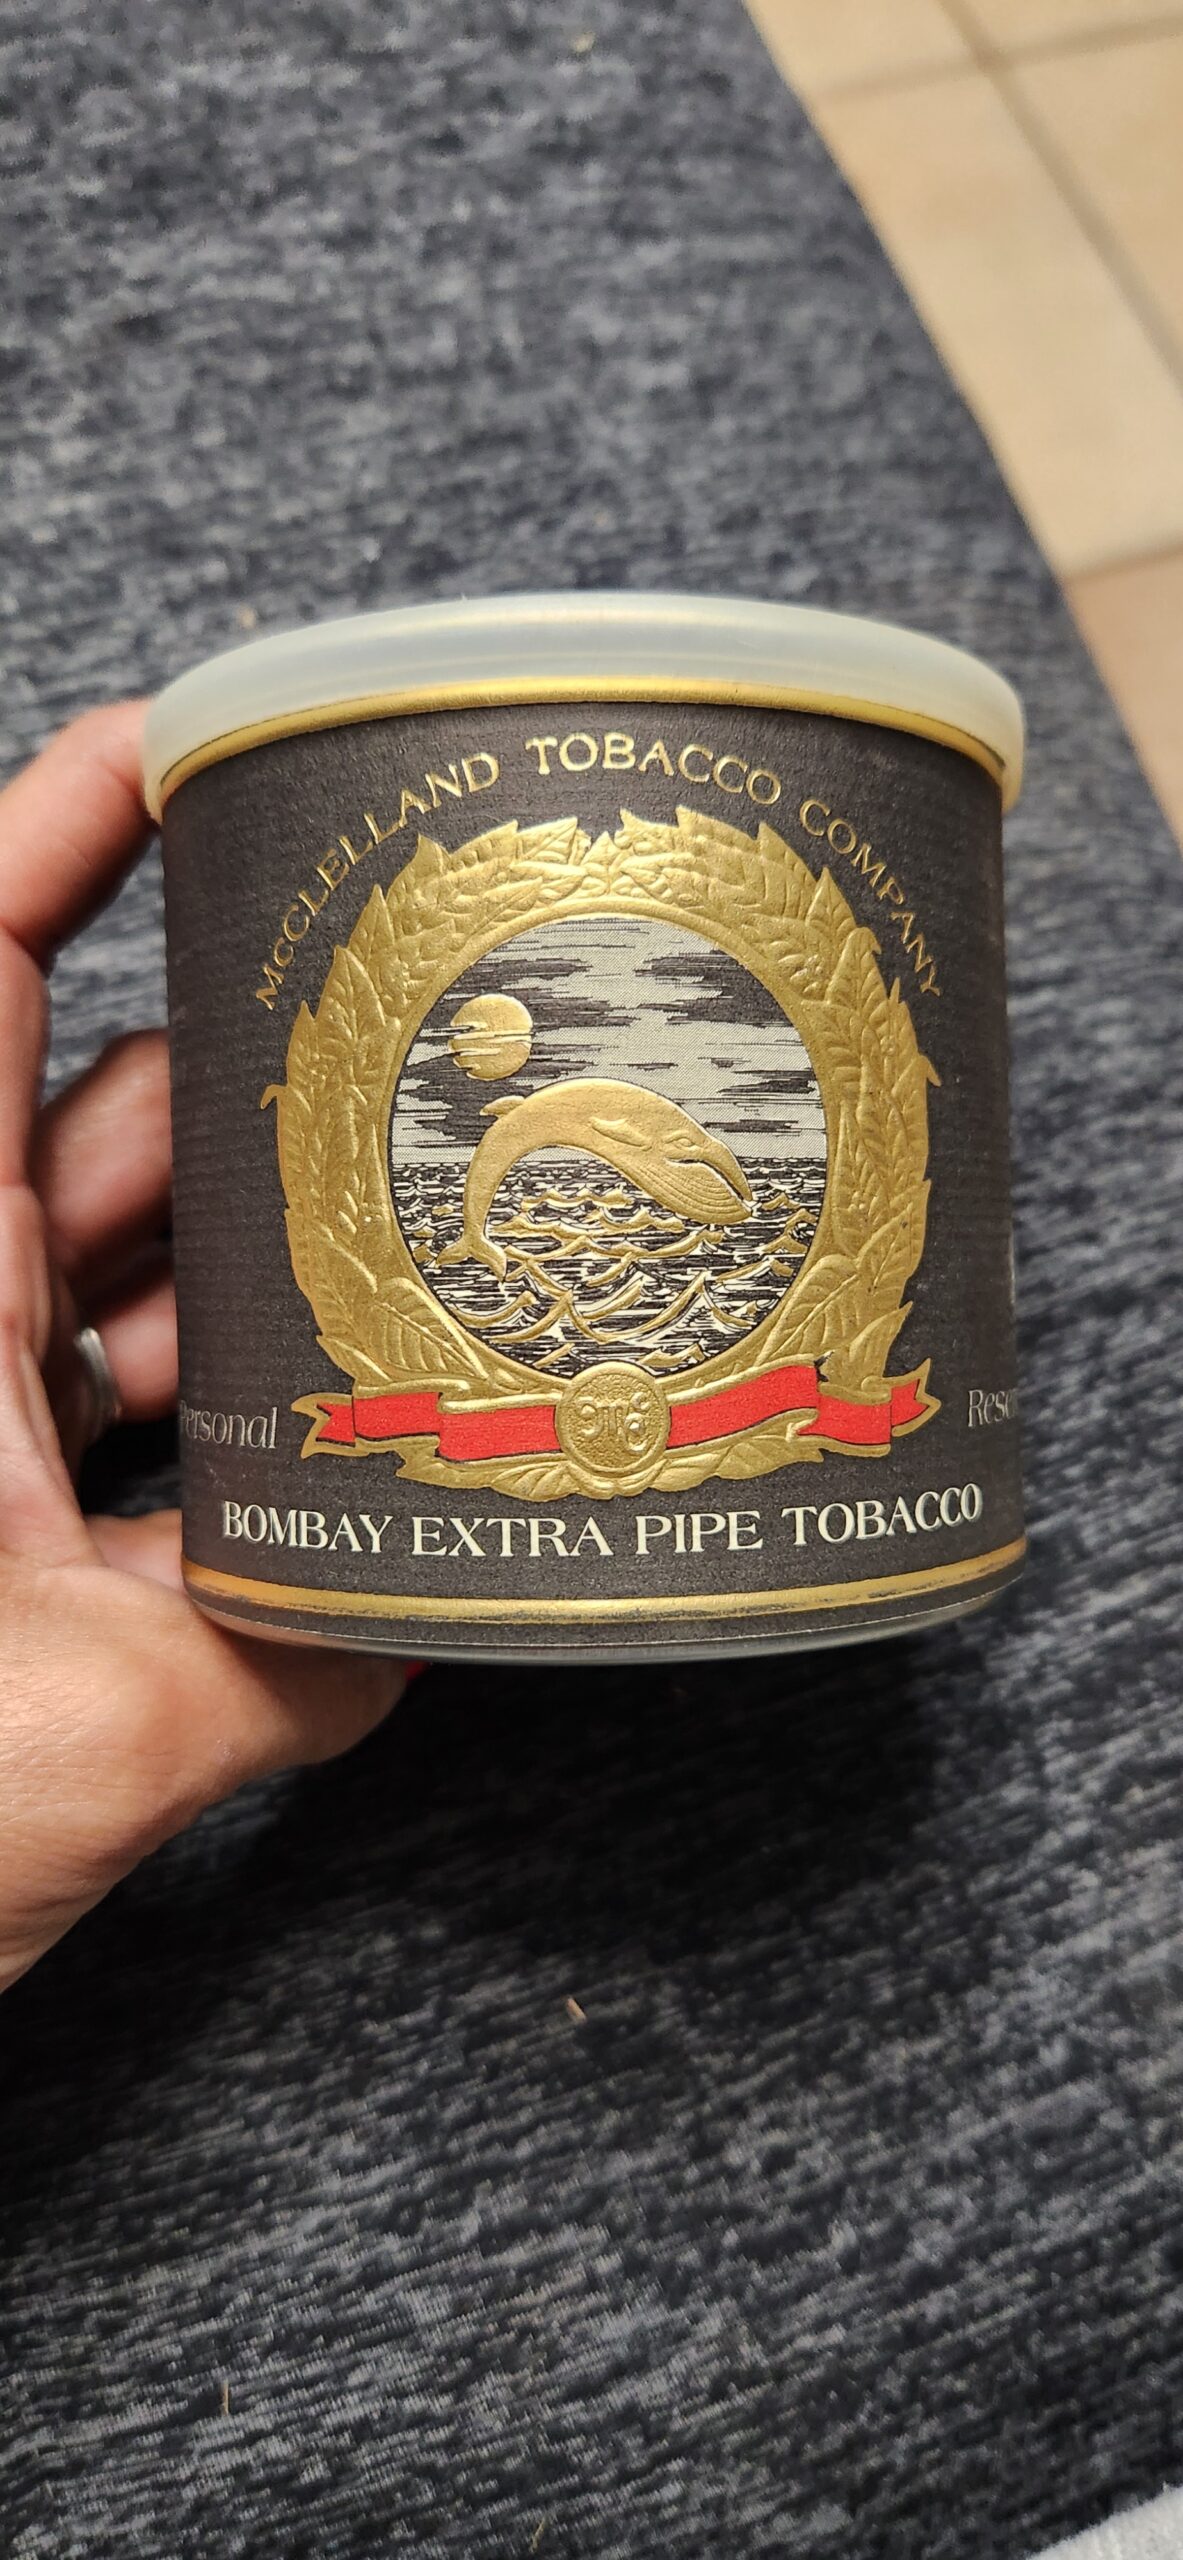 McCLELLAND TOBACCO COMPANY
Personal
BOMBAY EXTRA PIPE TOBACCO